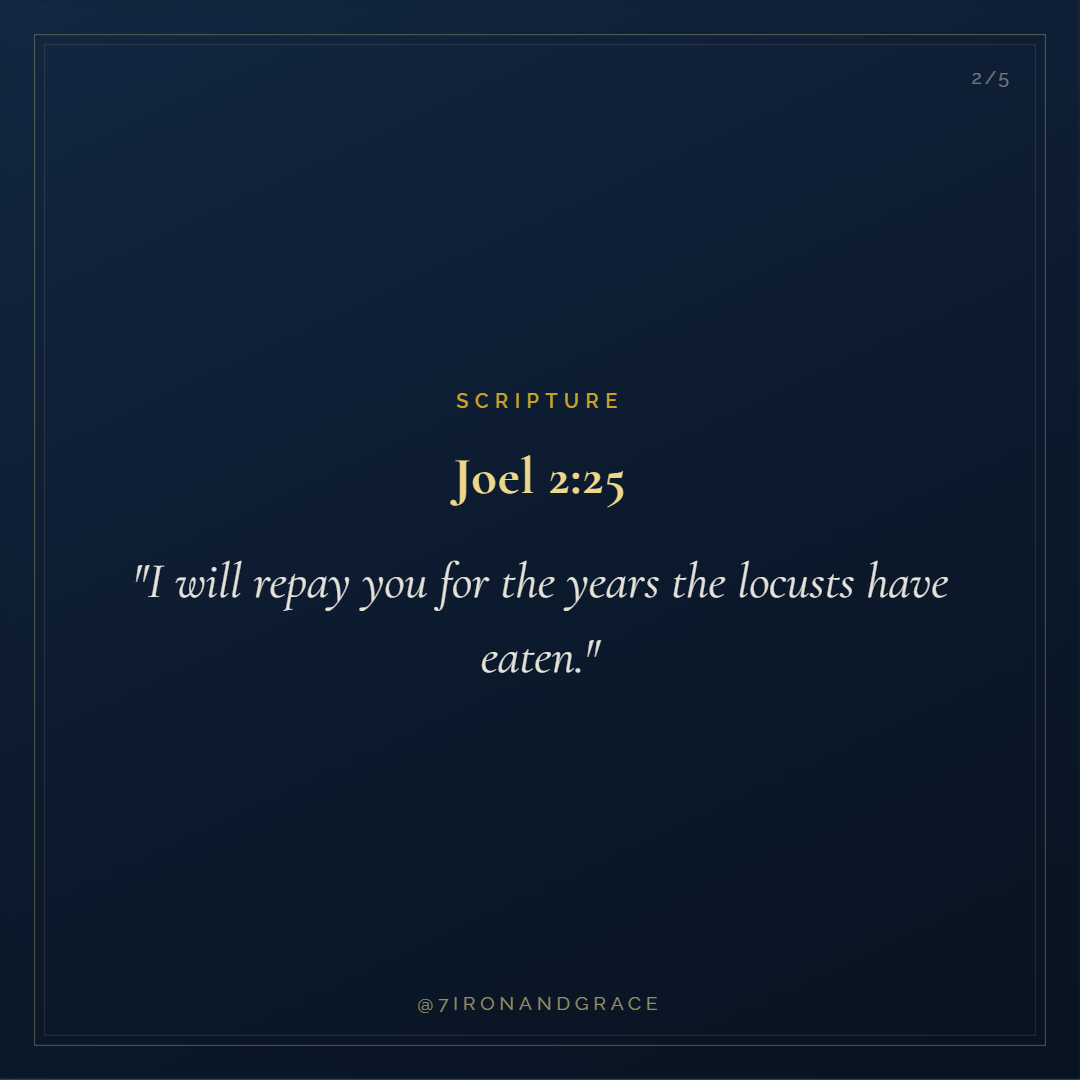 2/5
SCRIPTURE
Joel 2:25
"I will repay you for the years the locusts have
eaten."
@7IRONANDGRACE